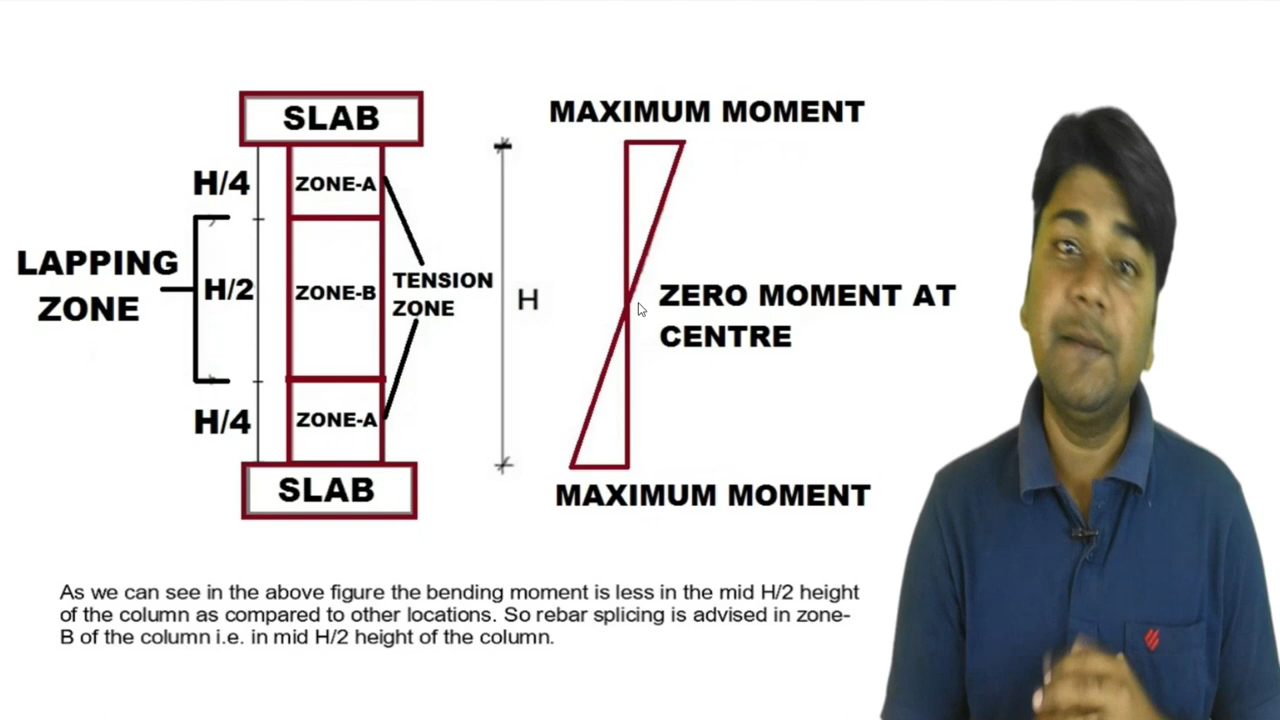 SLAB
MAXIMUM MOMENT
H/4
ZONE-A
LAPPING
ZONE
H/2
ZONE-B
TENSION
ZONE
H
ZERO MOMENT AT
CENTRE
H/4
ZONE-A
SLAB
MAXIMUM MOMENT
As we can see in the above figure the bending moment is less in the mid H/2 height
of the column as compared to other locations. So rebar splicing is advised in zone-
B of the column i.e. in mid H/2 height of the column.